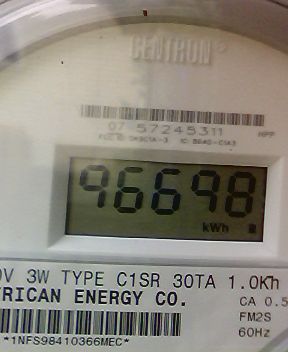 CENTRON®
07 57245311
96698
kWh
0V 3W TYPE C1SR 30TA 1.0Kh
RICAN ENERGY CO.
CA 0.5
FM2S
60Hz
*1NFS98410366MEC*